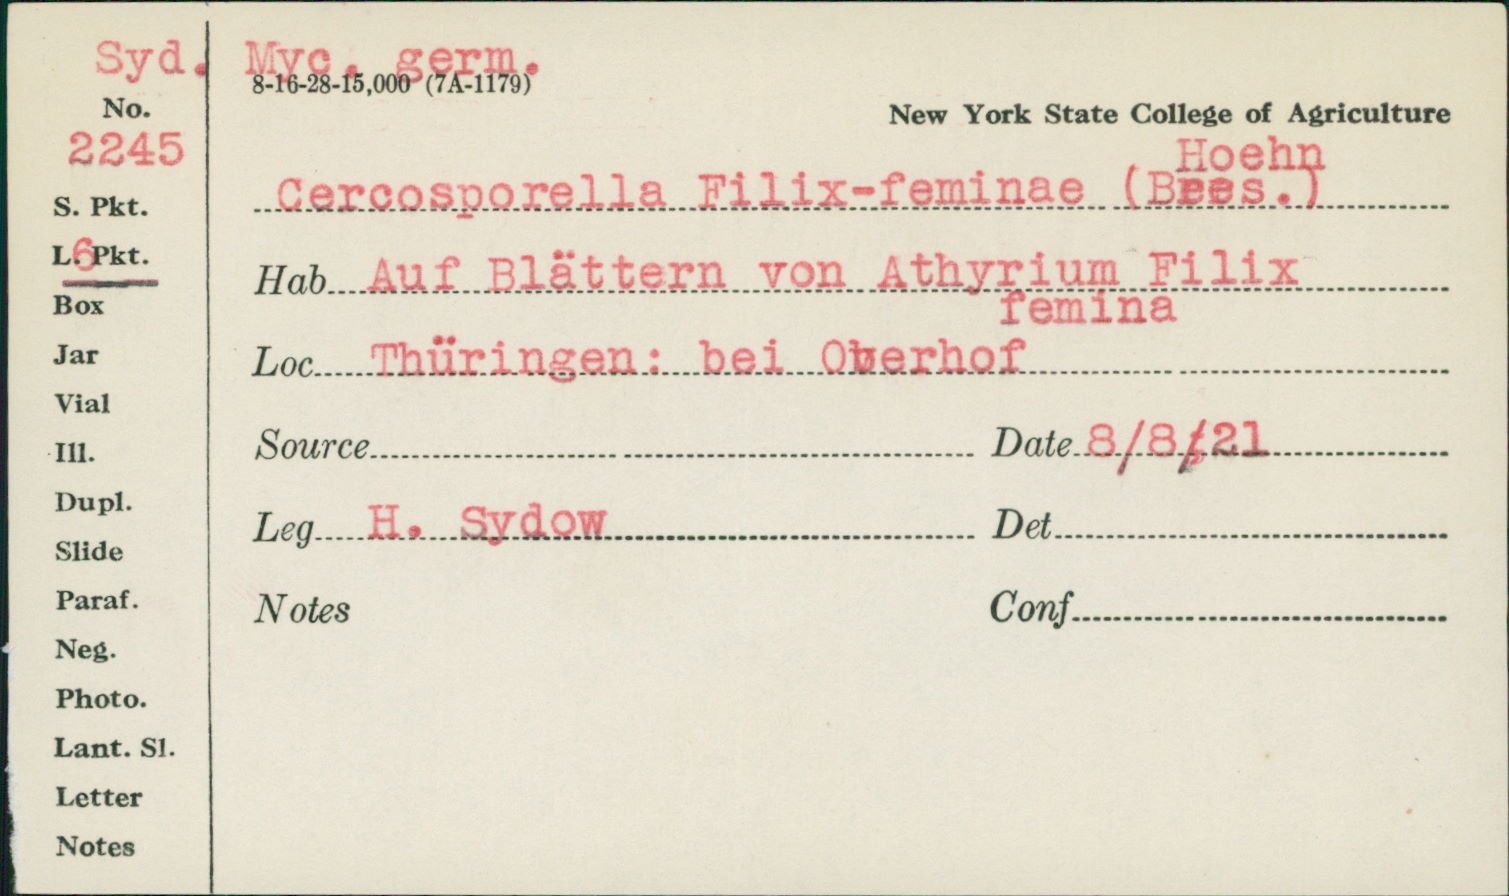 Syd. Myc. germ.
8-16-28-15,000 (7A-1179)
No.
2245
New York State College of Agriculture
Hoehn
Cercosporella Filix-feminae (Bres.)
S. Pkt.
L. 6 Pkt.
Box
Jar
Vial
Ill.
Dupl.
Slide
Paraf.
Neg.
Photo.
Lant. Sl.
Letter
Notes
Hab. Auf Blättern von Athyrium Filix
femina
Loc. Thüringen: bei Oberhof
Source
Date 8/8/21
Leg. H. Sydow
Det.
Notes
Conf.